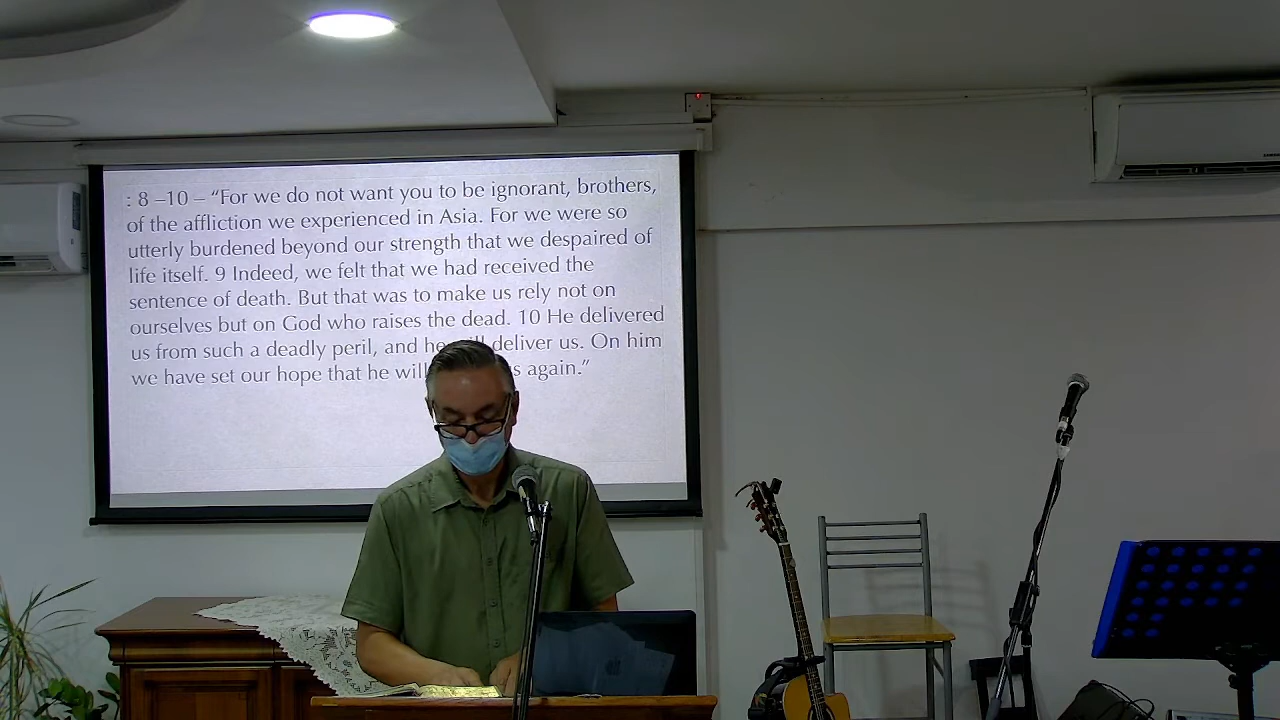 : 8 –10 – “For we do not want you to be ignorant, brothers,
of the affliction we experienced in Asia. For we were so
utterly burdened beyond our strength that we despaired of
life itself. 9 Indeed, we felt that we had received the
sentence of death. But that was to make us rely not on
ourselves but on God who raises the dead. 10 He delivered
us from such a deadly peril, and he deliver us. On him
we have set our hope that he will again.”